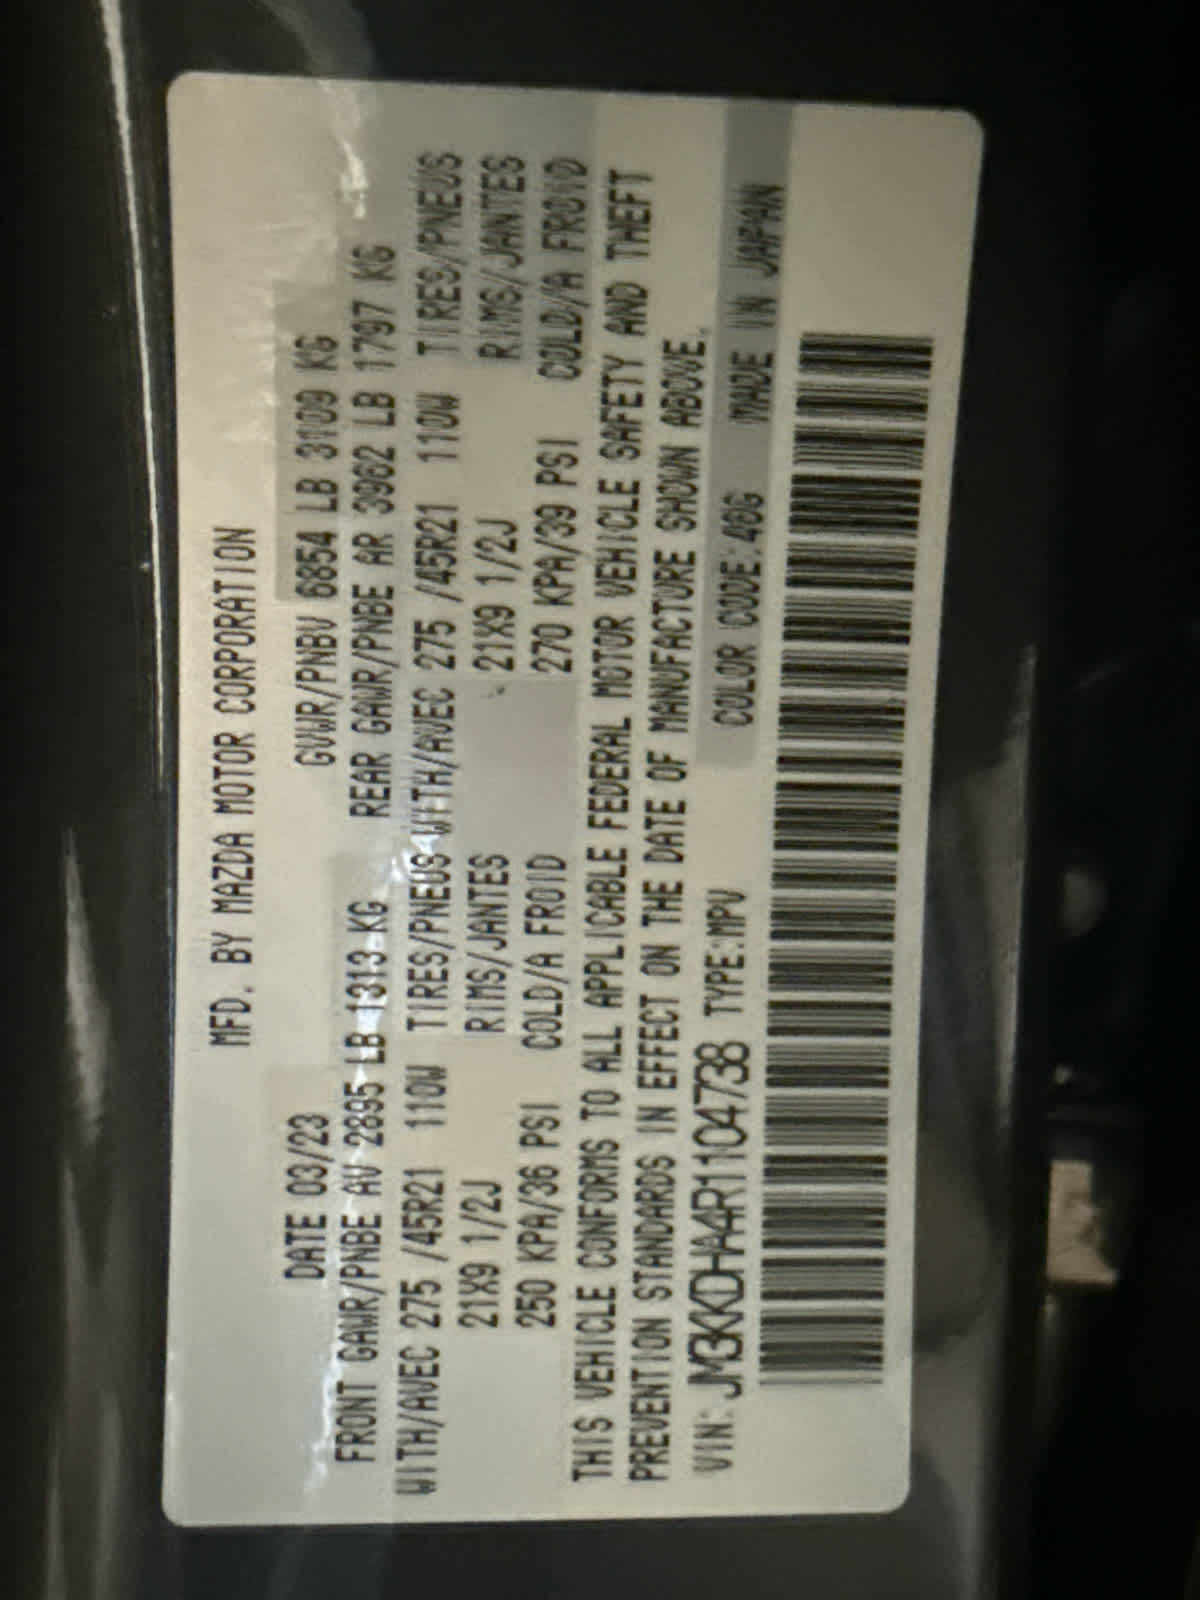 MFD. BY MAZDA MOTOR CORPORATION
DATE 03/23 GVWR/PNBV 6854 LB 3109 KG
FRONT GAWR/PNBE AV 2895 LB 1313 KG REAR GAWR/PNBE AR 3962 LB 1797 KG
WITH/AVEC 275 /45R21 110W TIRES/PNEUS WITH/AVEC 275 /45R21 110W TIRES/PNEUS
21X9 1/2J RIMS/JANTES 21X9 1/2J RIMS/JANTES
250 KPA/36 PSI COLD/A FROID 270 KPA/39 PSI COLD/A FROID
THIS VEHICLE CONFORMS TO ALL APPLICABLE FEDERAL MOTOR VEHICLE SAFETY AND THEFT
PREVENTION STANDARDS IN EFFECT ON THE DATE OF MANUFACTURE SHOWN ABOVE.
VIN: JM3KKDHA4R1104738 TYPE:MPV COLOR CODE:46G MADE IN JAPAN